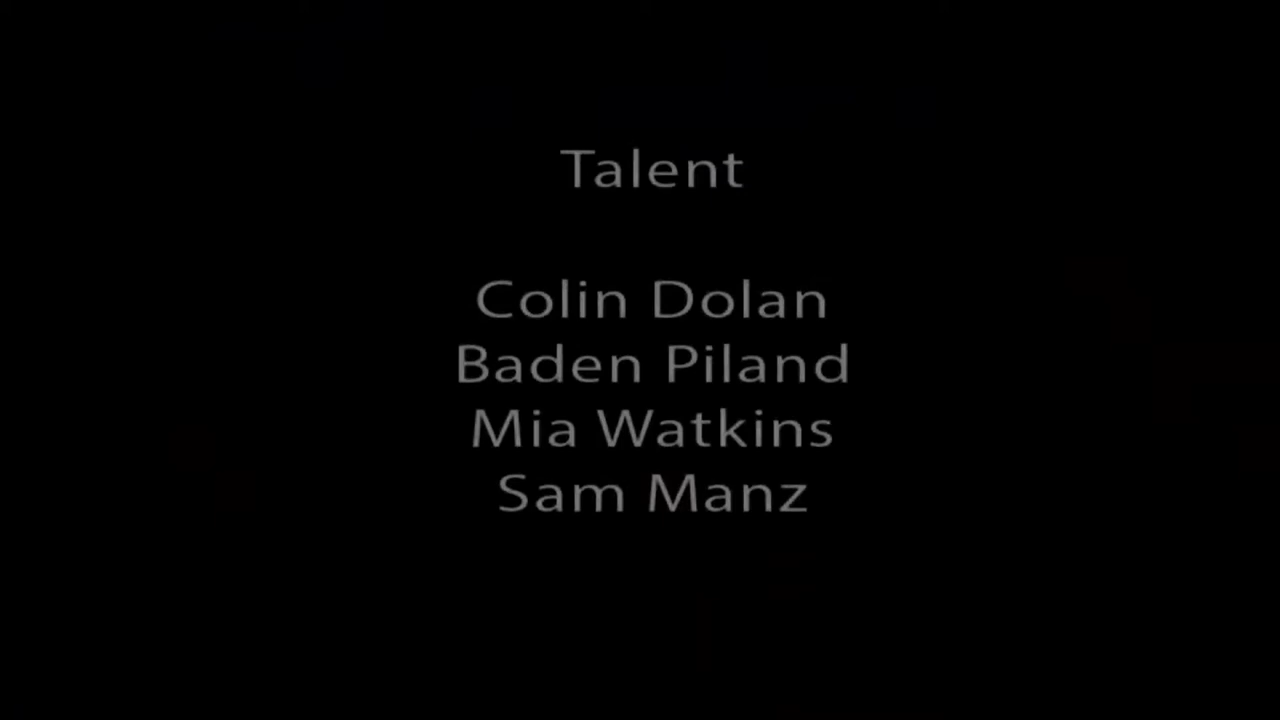 Talent
Colin Dolan
Baden Piland
Mia Watkins
Sam Manz